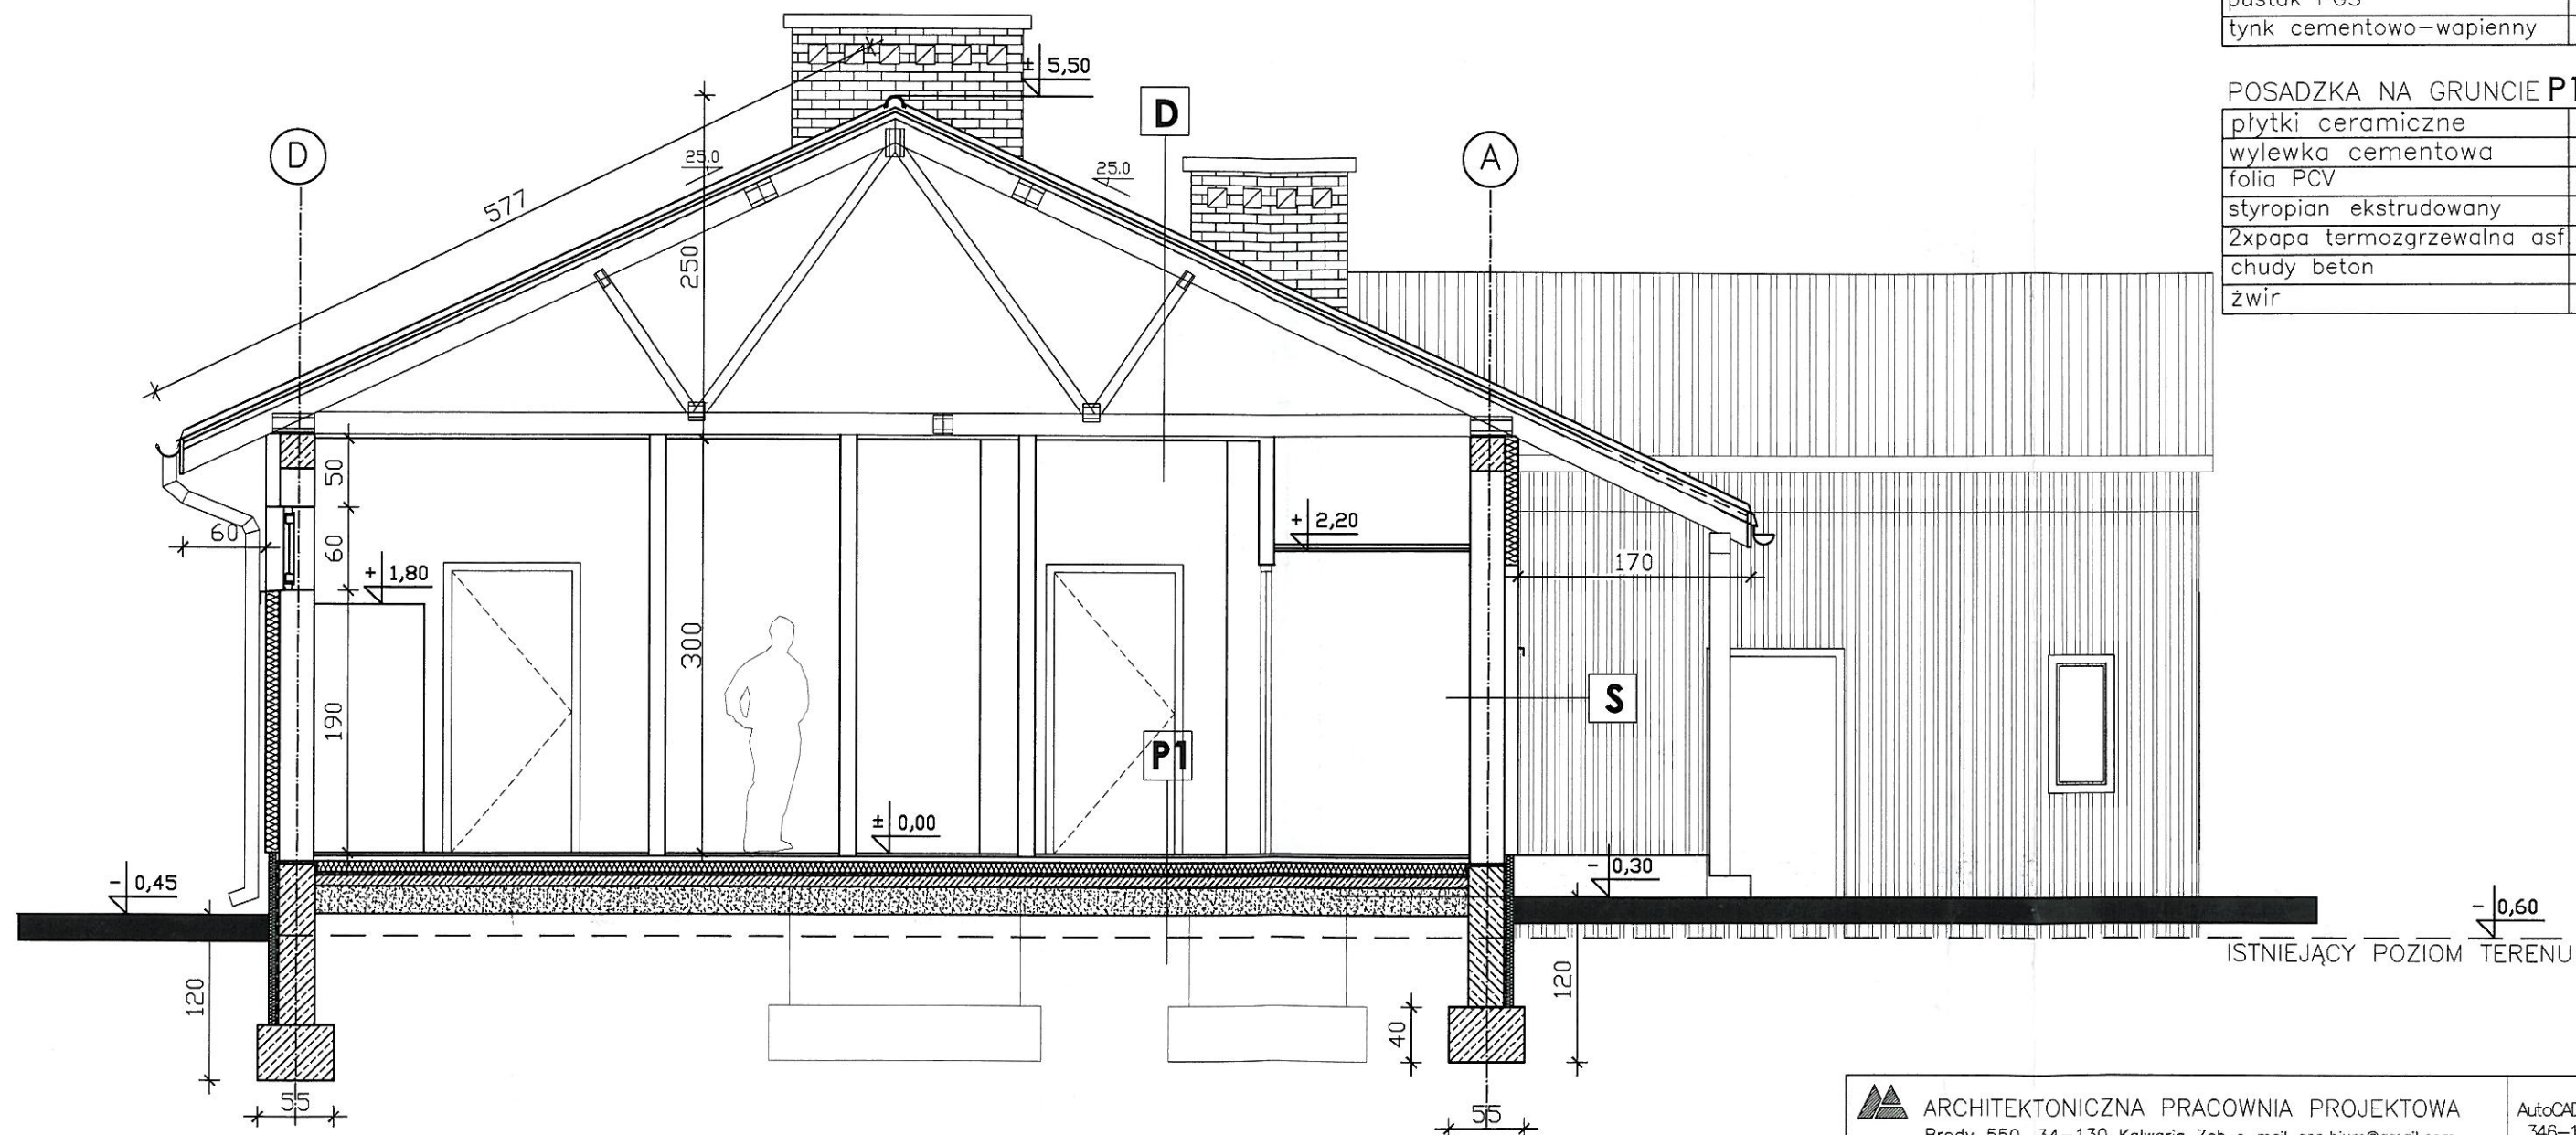 tynk cementowo-wapienny
POSADZKA NA GRUNCIE P1
płytki ceramiczne
wylewka cementowa
folia PCV
styropian ekstrudowany
2xpapa termozgrzewalna asf
chudy beton
żwir
± 5,50
D
D
A
25.0
25.0
577
250
50
60
60
+ 1,80
+ 2,20
170
300
190
S
P1
± 0,00
- 0,45
- 0,30
- 0,60
ISTNIEJĄCY POZIOM TERENU
120
120
40
55
55
ARCHITEKTONICZNA PRACOWNIA PROJEKTOWA
AutoCAD